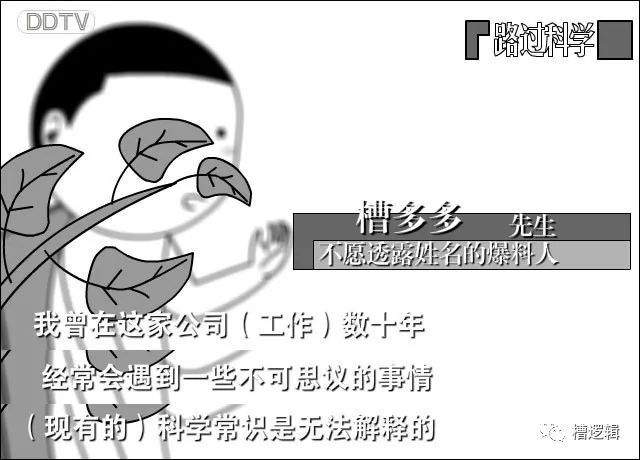 DDTV
路过科学
槽多多 先生
不愿透露姓名的爆料人
我曾在这家公司（工作）数十年
经常会遇到一些不可思议的事情
（现有的）科学常识是无法解释的
槽逻辑